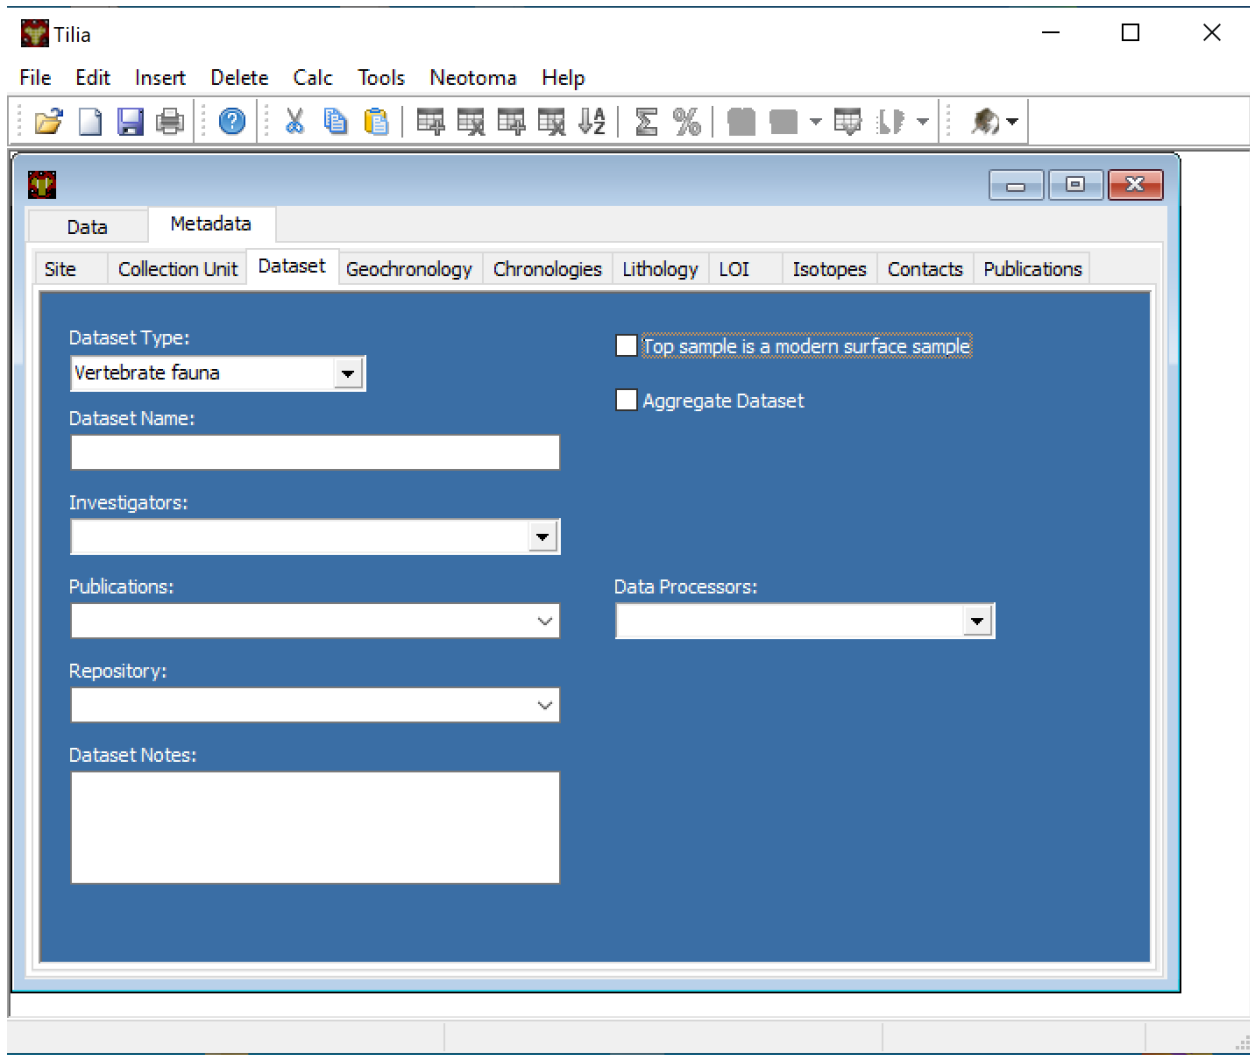 Tilia
File Edit Insert Delete Calc Tools Neotoma Help
Data Metadata
Site Collection Unit Dataset Geochronology Chronologies Lithology LOI Isotopes Contacts Publications
Dataset Type:
Top sample is a modern surface sample
Vertebrate fauna
Aggregate Dataset
Dataset Name:
Investigators:
Publications:
Data Processors:
Repository:
Dataset Notes: